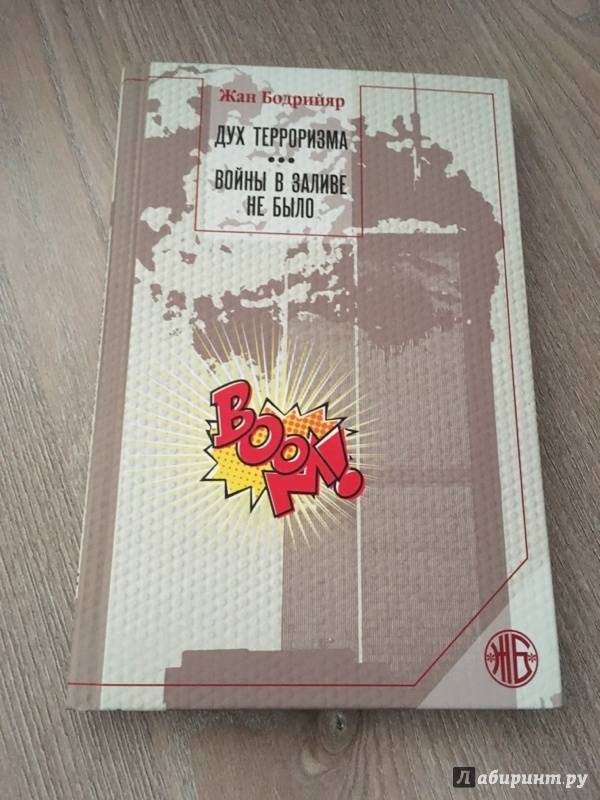 Жан Бодрийяр
ДУХ ТЕРРОРИЗМА
•••
ВОЙНЫ В ЗАЛИВЕ
НЕ БЫЛО
BOOM!
*ЖБ*
Лабиринт.ру